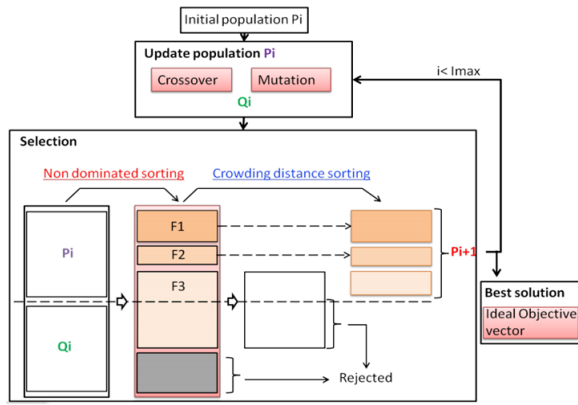 Initial population Pi
Update population Pi
Crossover
Mutation
Qi
i< Imax
Selection
Non dominated sorting
Crowding distance sorting
Pi
F1
F2
F3
Qi
Pi+1
Rejected
Best solution
Ideal Objective
vector